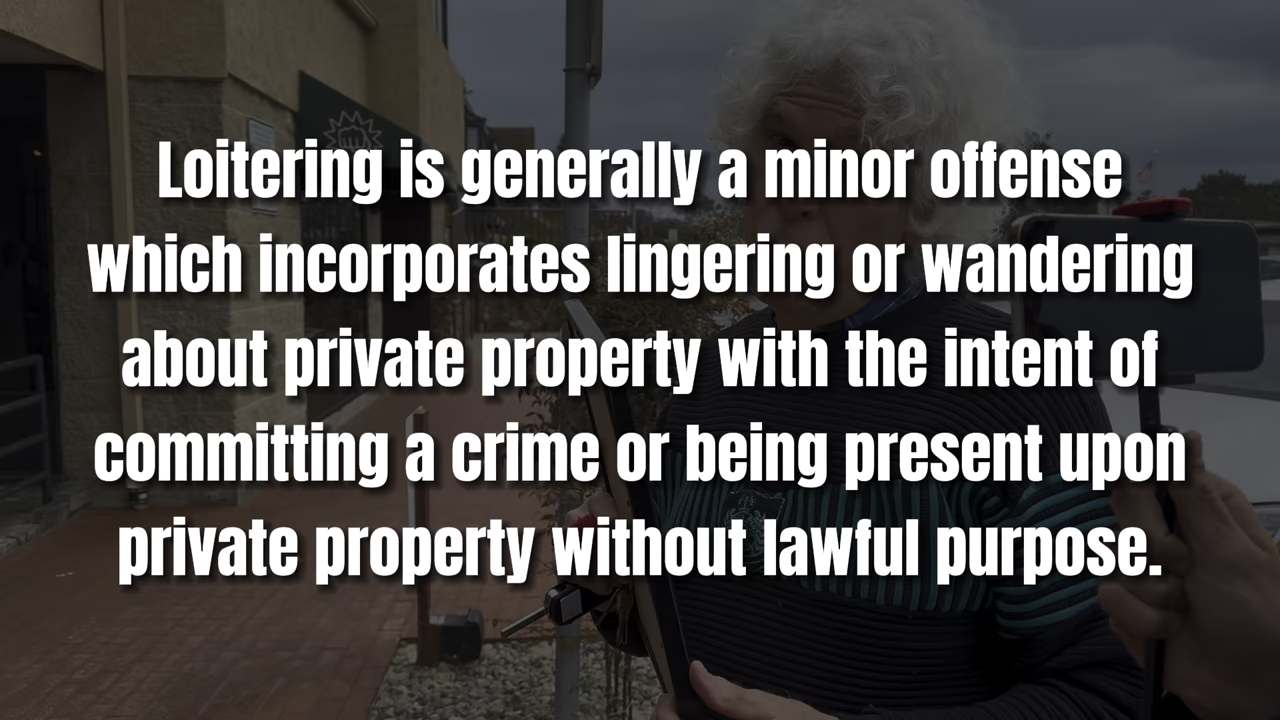 Loitering is generally a minor offense
which incorporates lingering or wandering
about private property with the intent of
committing a crime or being present upon
private property without lawful purpose.